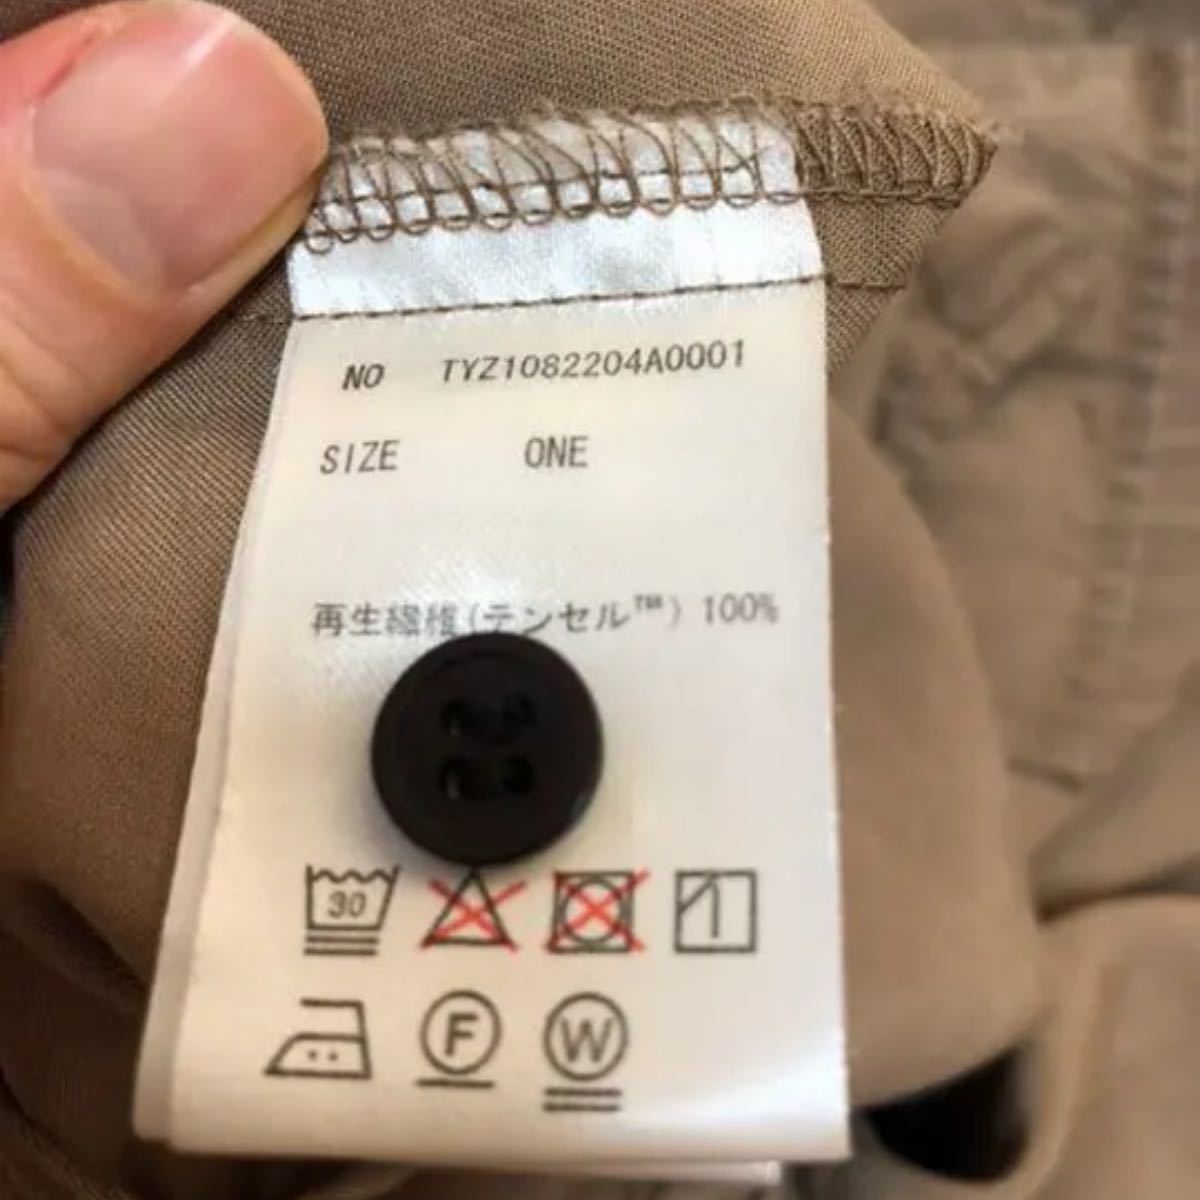 NO TYZ1082204A0001
SIZE ONE
再生繊維(テンセル™) 100%
30
F
W